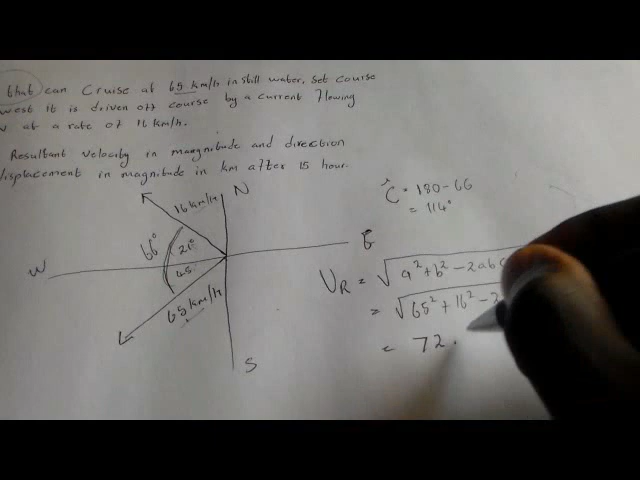 that can Cruise at 65 km/h in still water, set course
west it is driven off course by a current flowing
at a rate of 16 km/h.
Resultant Velocity in margnitude and direction
displacement in magnitude in km after 15 hour.
N
16 km/h
66°
21°
45
W
E
65 km/h
S
C = 180-66
= 114°
VR = √a²+b²-2ab
= √65²+16²-2
= 72.